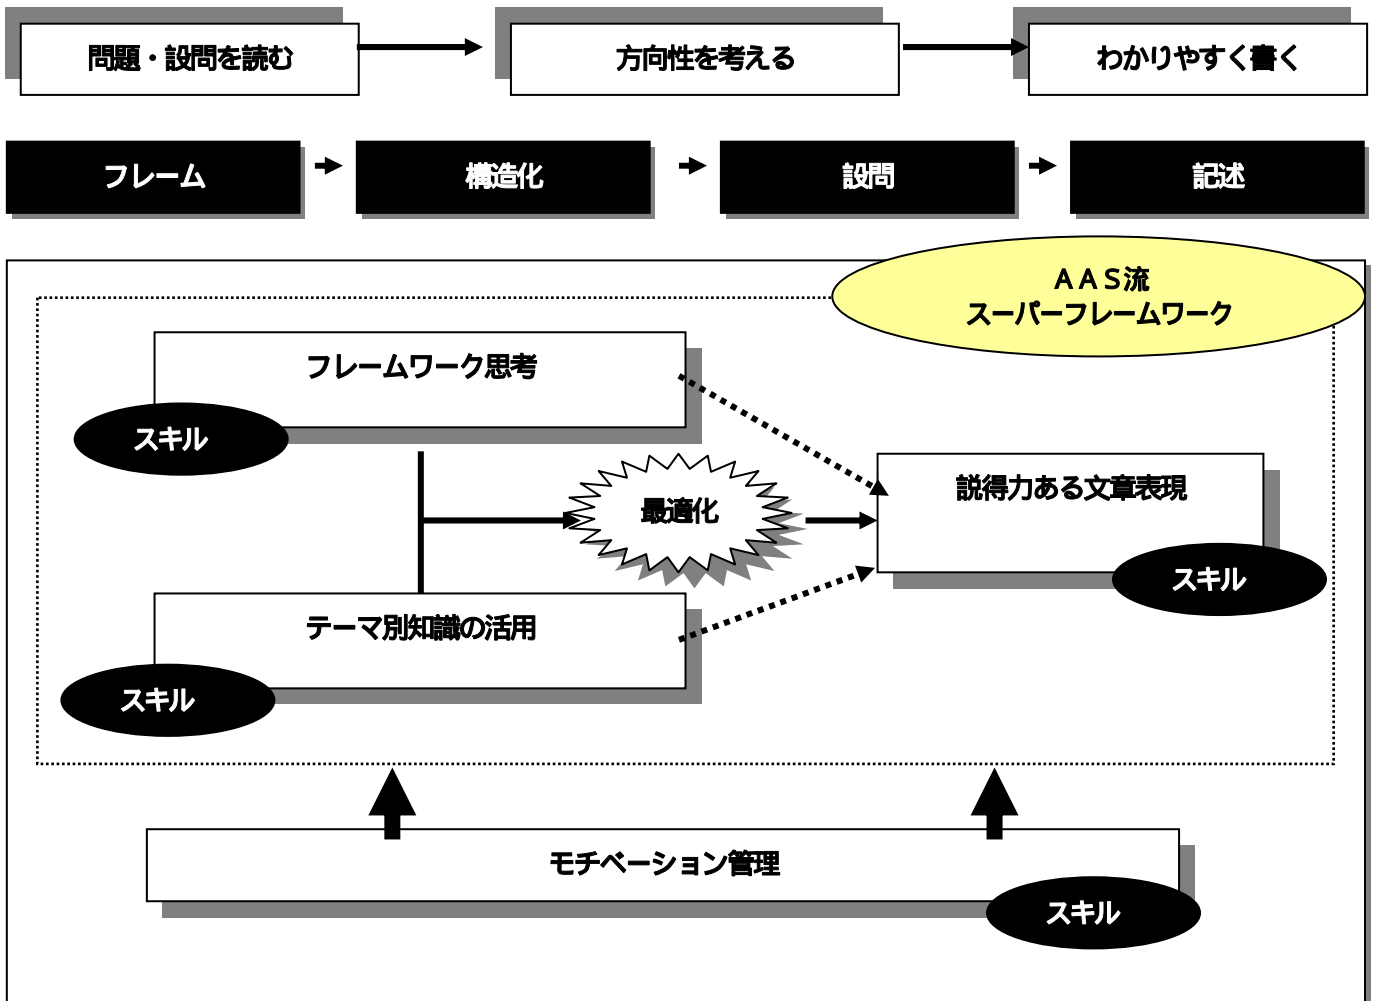 問題・設問を読む
方向性を考える
わかりやすく書く
フレーム
構造化
設問
記述
ＡＡＳ流
スーパーフレームワーク
フレームワーク思考
スキル
最適化
説得力ある文章表現
スキル
テーマ別知識の活用
スキル
モチベーション管理
スキル